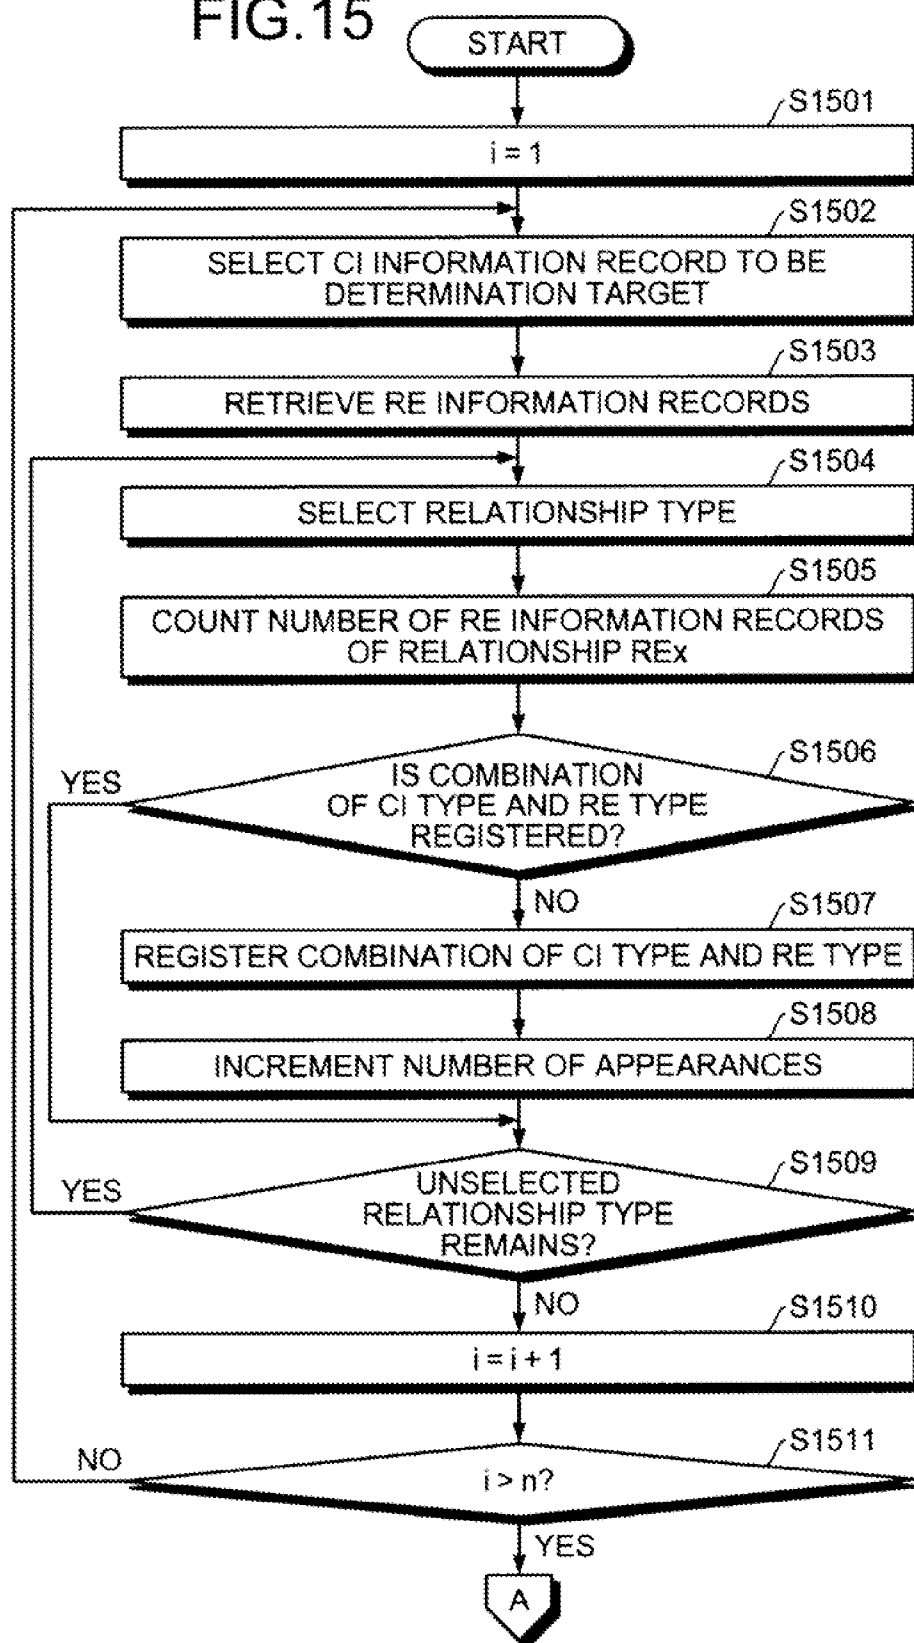 FIG.15
START
S1501
i = 1
S1502
SELECT CI INFORMATION RECORD TO BE
DETERMINATION TARGET
S1503
RETRIEVE RE INFORMATION RECORDS
S1504
SELECT RELATIONSHIP TYPE
S1505
COUNT NUMBER OF RE INFORMATION RECORDS
OF RELATIONSHIP REx
S1506
YES
IS COMBINATION
OF CI TYPE AND RE TYPE
REGISTERED?
NO
S1507
REGISTER COMBINATION OF CI TYPE AND RE TYPE
S1508
INCREMENT NUMBER OF APPEARANCES
S1509
YES
UNSELECTED
RELATIONSHIP TYPE
REMAINS?
NO
S1510
i = i + 1
S1511
NO
i > n?
YES
A